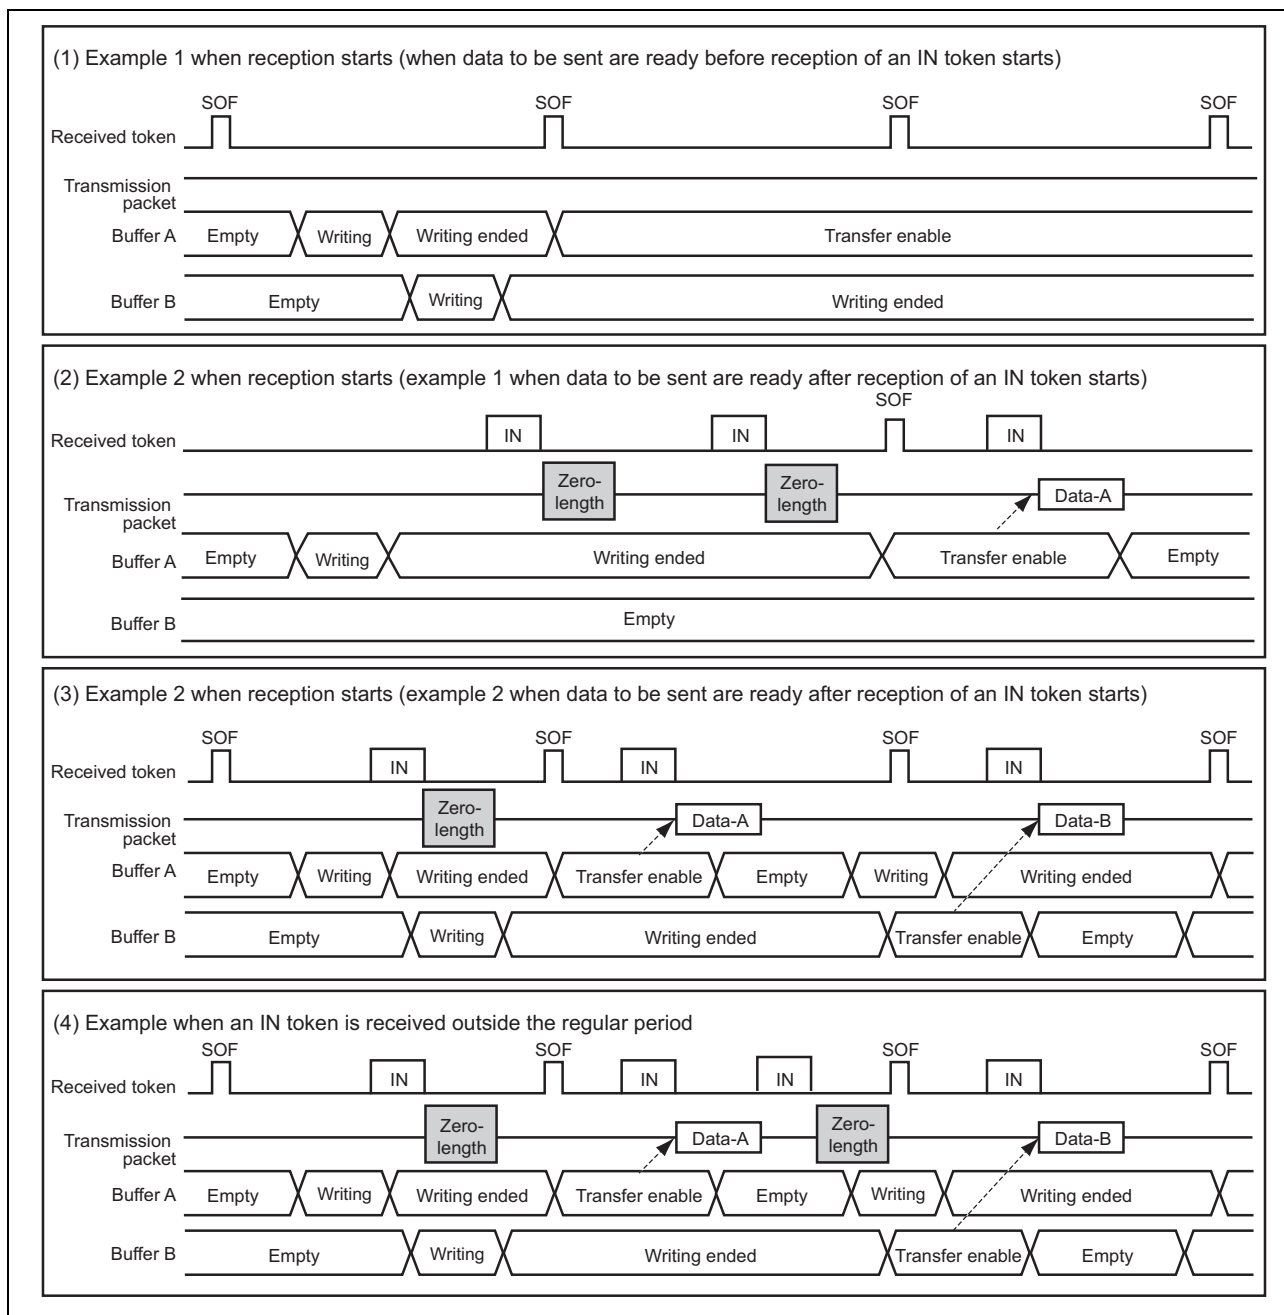 (1) Example 1 when reception starts (when data to be sent are ready before reception of an IN token starts)
SOF SOF SOF SOF
Received token
Transmission
packet
Buffer A Empty Writing Writing ended Transfer enable
Buffer B Empty Writing Writing ended
(2) Example 2 when reception starts (example 1 when data to be sent are ready after reception of an IN token starts)
SOF
Received token IN IN IN
Zero-
length
Zero-
length
Data-A
Transmission
packet
Buffer A Empty Writing Writing ended Transfer enable Empty
Buffer B Empty
(3) Example 2 when reception starts (example 2 when data to be sent are ready after reception of an IN token starts)
SOF SOF SOF SOF
Received token IN IN IN
Zero-
length
Data-A Data-B
Transmission
packet
Buffer A Empty Writing Writing ended Transfer enable Empty Writing Writing ended
Buffer B Empty Writing Writing ended Transfer enable Empty
(4) Example when an IN token is received outside the regular period
SOF SOF SOF SOF
Received token IN IN IN IN
Zero-
length
Data-A
Zero-
length
Data-B
Transmission
packet
Buffer A Empty Writing Writing ended Transfer enable Empty Writing Writing ended
Buffer B Empty Writing Writing ended Transfer enable Empty